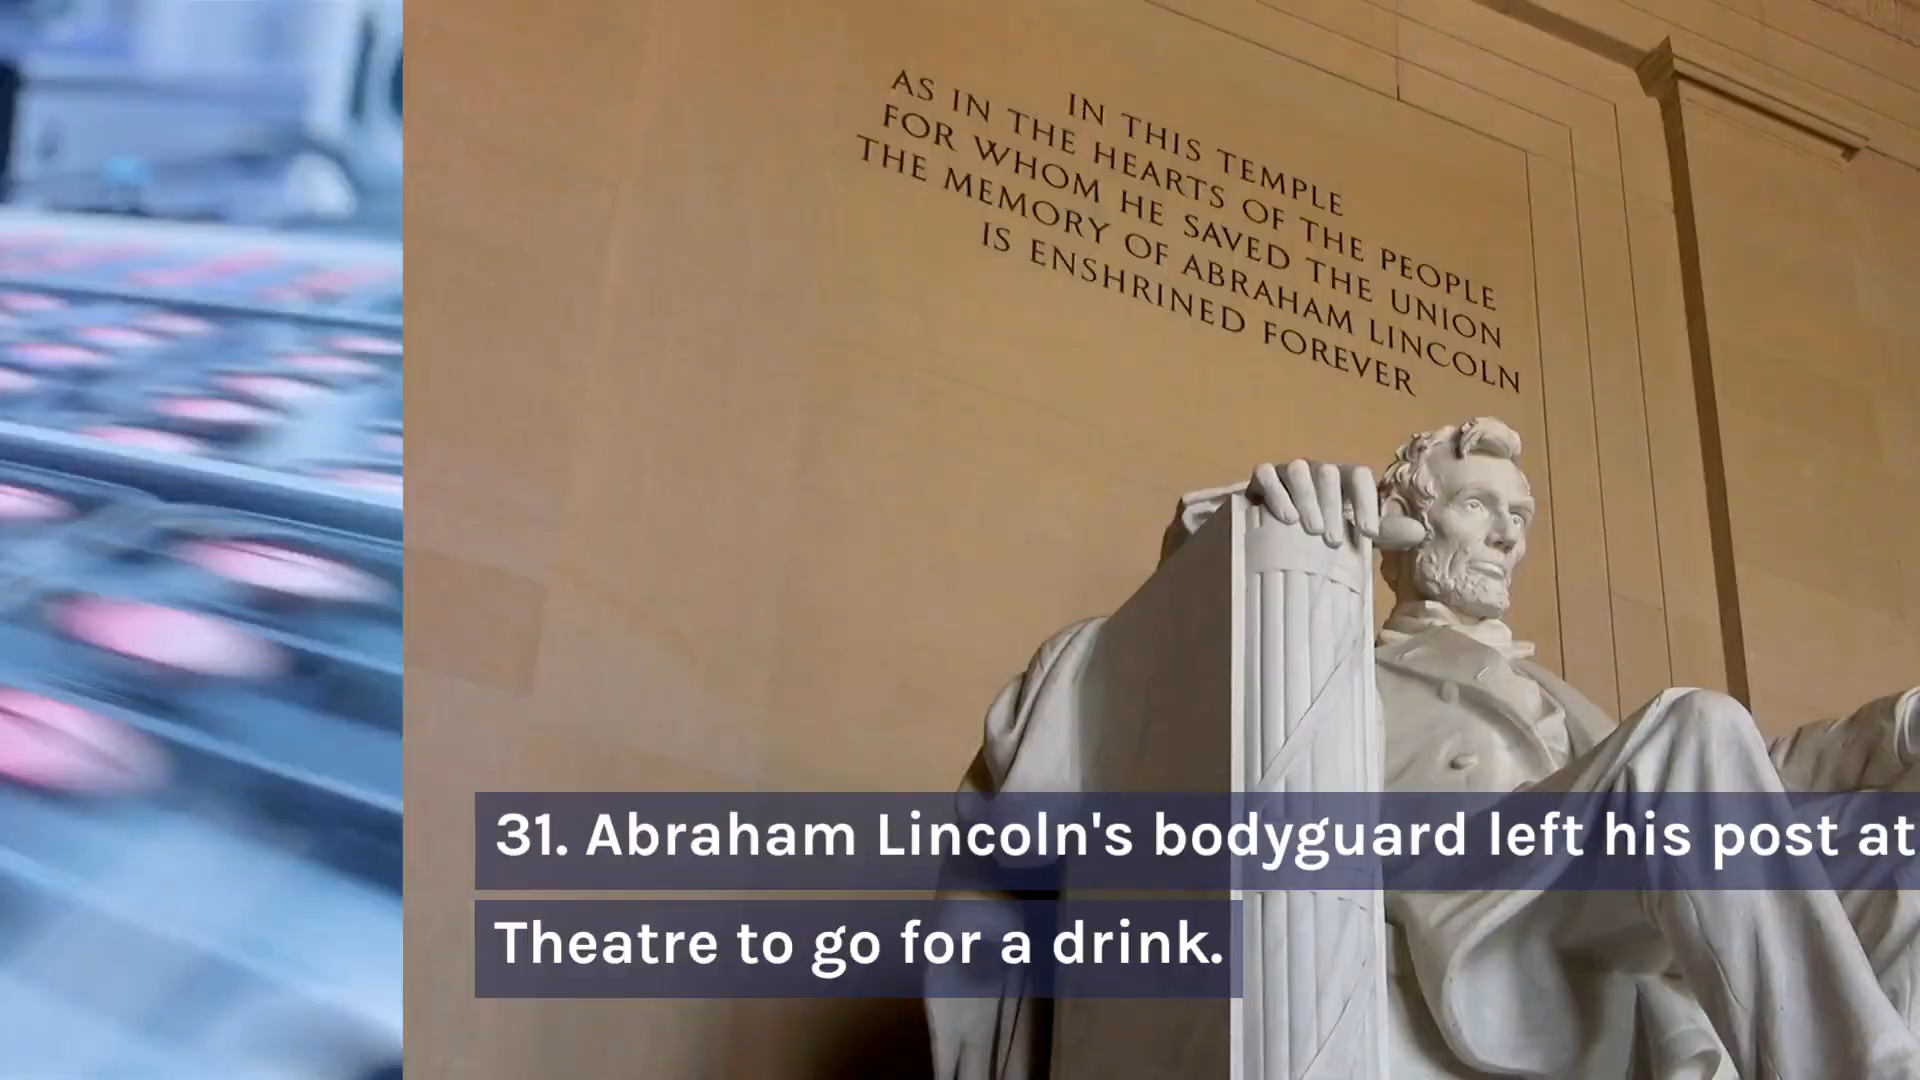 IN THIS TEMPLE
AS IN THE HEARTS OF THE PEOPLE
FOR WHOM HE SAVED THE UNION
THE MEMORY OF ABRAHAM LINCOLN
IS ENSHRINED FOREVER
31. Abraham Lincoln's bodyguard left his post at
Theatre to go for a drink.